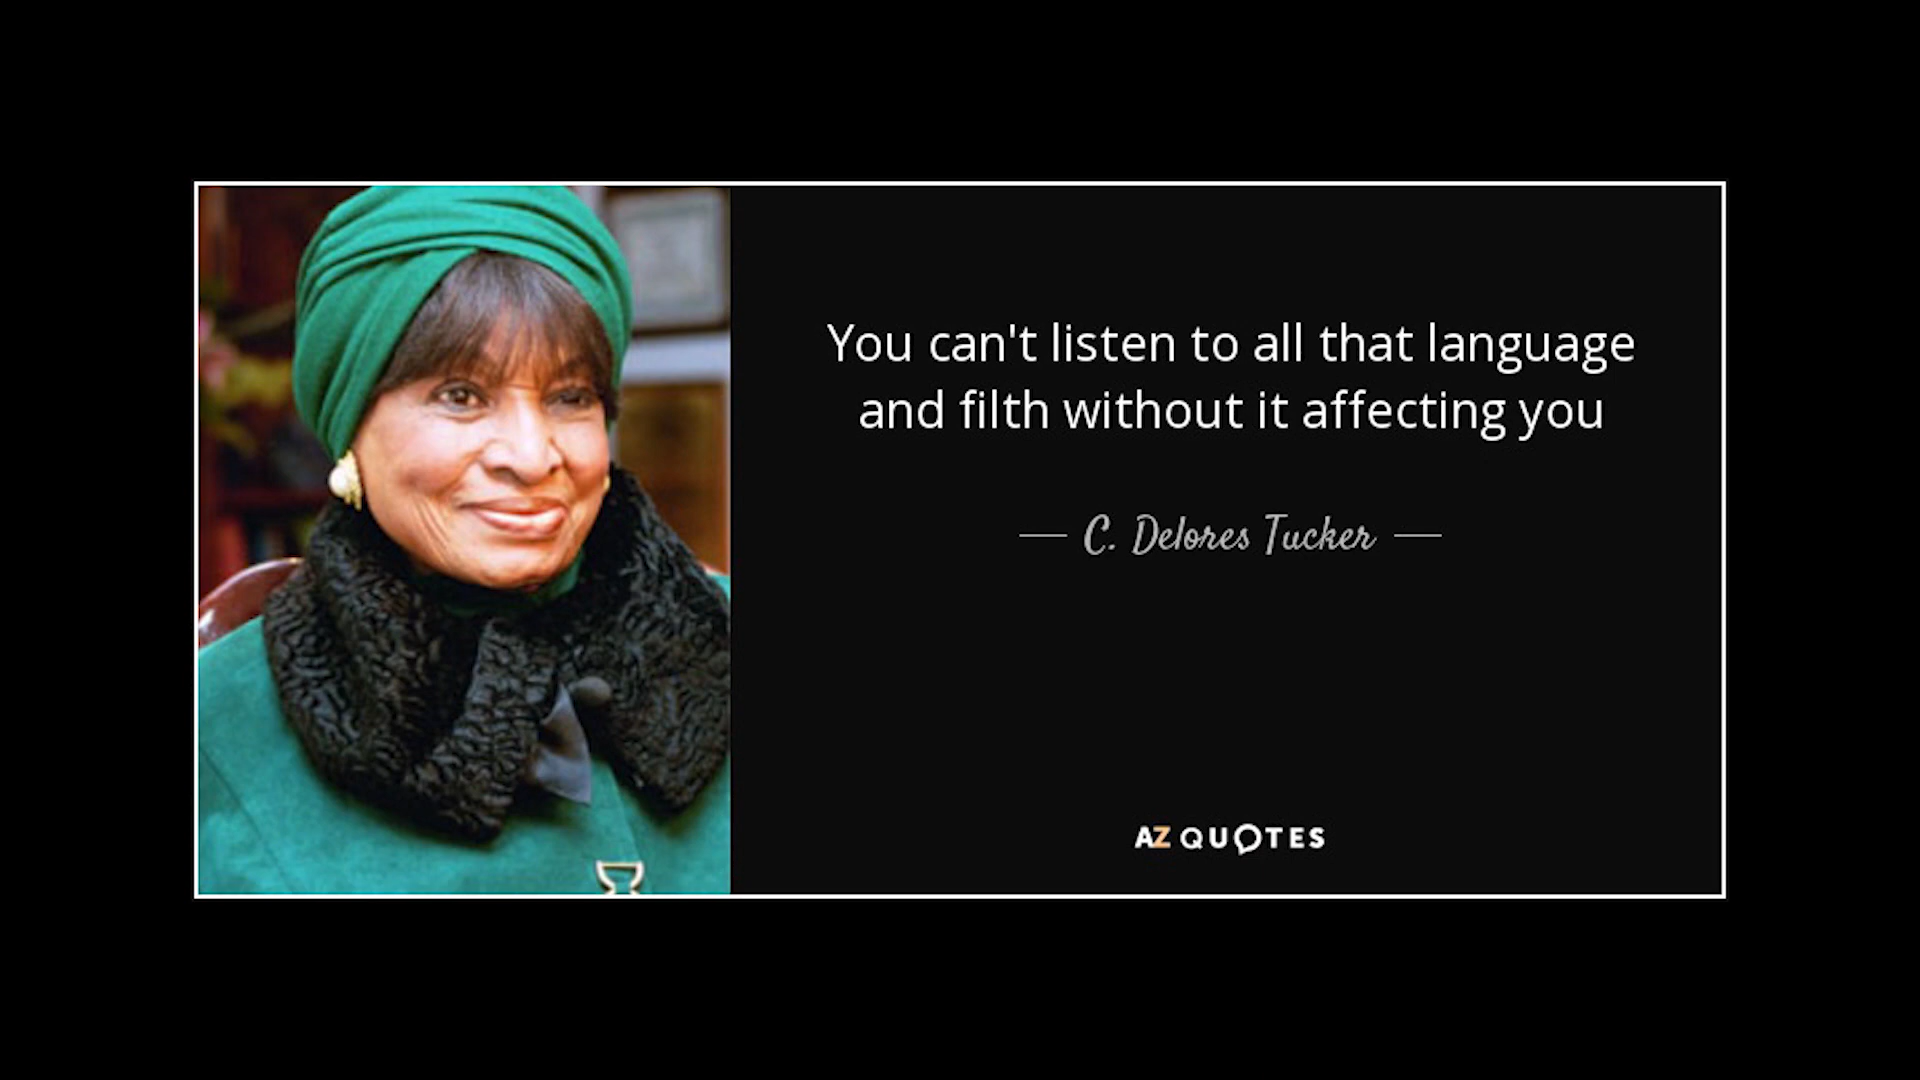 You can't listen to all that language
and filth without it affecting you
— C. Delores Tucker —
AZ QUOTES